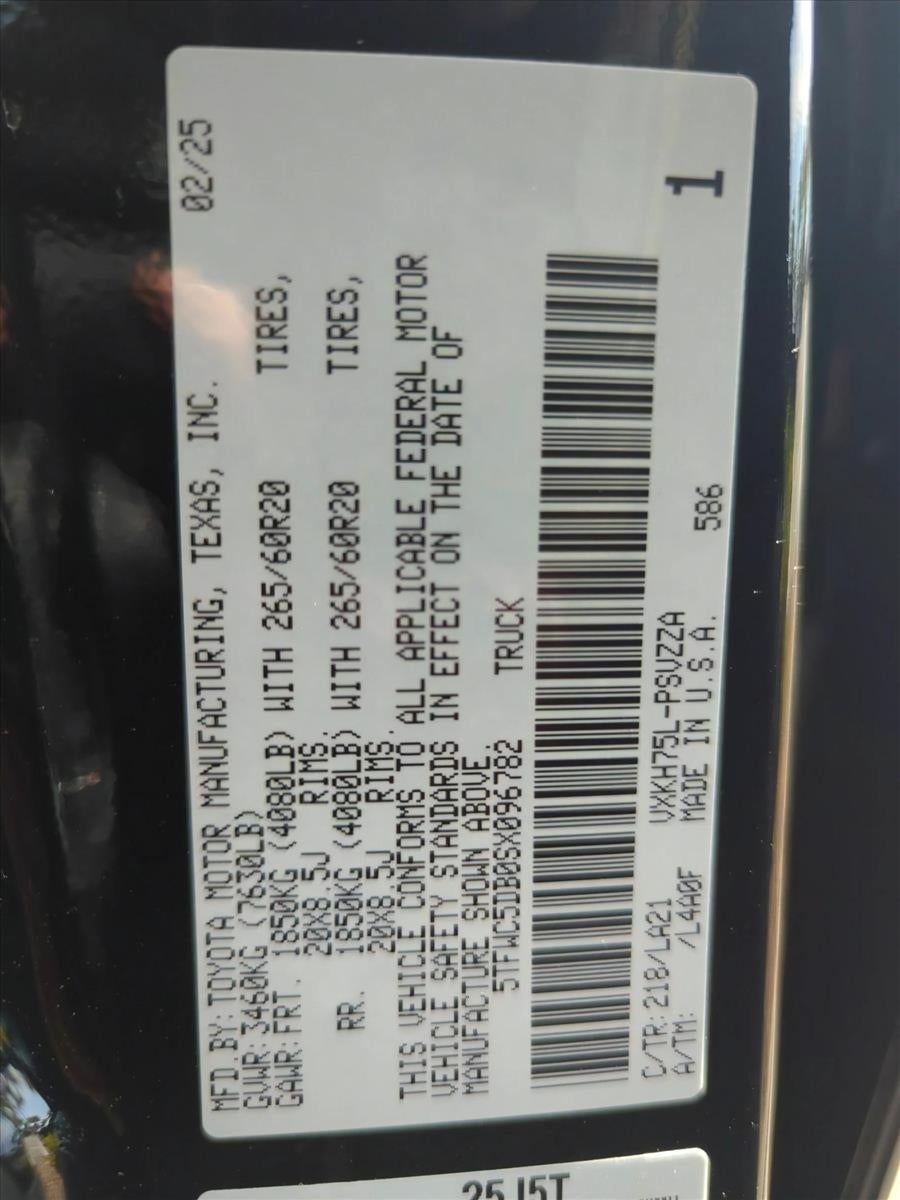 MFD.BY: TOYOTA MOTOR MANUFACTURING, TEXAS, INC. 02/25
GVWR: 3460KG (7630LB)
GAWR: FRT. 1850KG (4080LB) WITH 265/60R20 TIRES,
20X8.5J RIMS.
RR. 1850KG (4080LB) WITH 265/60R20 TIRES,
20X8.5J RIMS.
THIS VEHICLE CONFORMS TO ALL APPLICABLE FEDERAL MOTOR
VEHICLE SAFETY STANDARDS IN EFFECT ON THE DATE OF
MANUFACTURE SHOWN ABOVE.
5TFWC5DB0SX096782 TRUCK
C/TR: 218/LA21 VXKH75L-PSVZZA
A/TM: /L4A0F MADE IN U.S.A. 586
1
25J5T